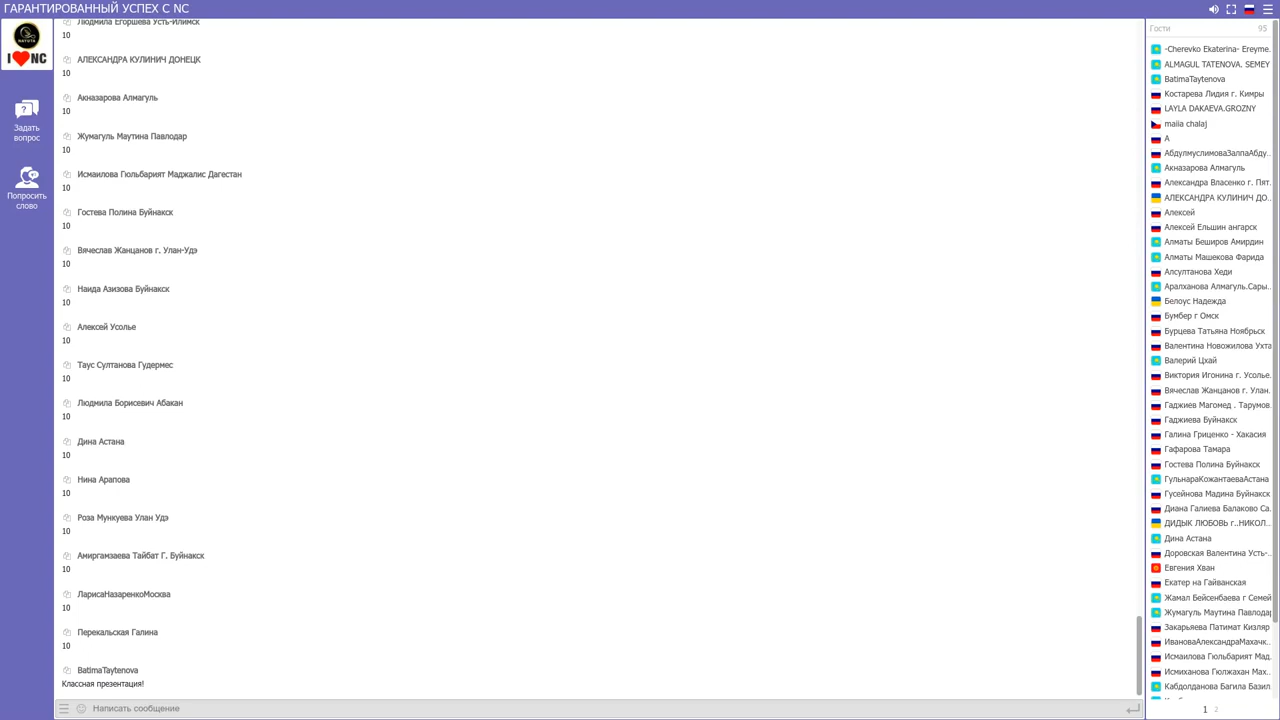 ГАРАНТИРОВАННЫЙ УСПЕХ С NC
NAYUTA
I NC
Задать
вопрос
Попросить
слово
Людмила Егоршева Усть-Илимск
10
АЛЕКСАНДРА КУЛИНИЧ ДОНЕЦК
10
Акназарова Алмагуль
10
Жумагуль Маутина Павлодар
10
Исмаилова Гюльбарият Маджалис Дагестан
10
Гостева Полина Буйнакск
10
Вячеслав Жанцанов г. Улан-Удэ
10
Наида Азизова Буйнакск
10
Алексей Усолье
10
Таус Султанова Гудермес
10
Людмила Борисевич Абакан
10
Дина Астана
10
Нина Арапова
10
Роза Мункуева Улан Удэ
10
Амиргамзаева Тайбат Г. Буйнакск
10
ЛарисаНазаренкоМосква
10
Перекальская Галина
10
BatimaTaytenova
Классная презентация!
Написать сообщение
Гости 95
-Cherevko Ekaterina- Ereyme..
ALMAGUL TATENOVA. SEMEY
BatimaTaytenova
Костарева Лидия г. Кимры
LAYLA DAKAEVA.GROZNY
maiia chalaj
А
АбдулмуслимоваЗалпаАбду..
Акназарова Алмагуль
Александра Власенко г. Пят..
АЛЕКСАНДРА КУЛИНИЧ ДО..
Алексей
Алексей Ельшин ангарск
Алматы Беширов Амирдин
Алматы Машекова Фарида
Алсултанова Хеди
Аралханова Алмагуль.Сары..
Белоус Надежда
Бумбер г Омск
Бурцева Татьяна Ноябрьск
Валентина Новожилова Ухта
Валерий Цхай
Виктория Игонина г. Усолье..
Вячеслав Жанцанов г. Улан..
Гаджиев Магомед . Тарумов..
Гаджиева Буйнакск
Галина Гриценко - Хакасия
Гафарова Тамара
Гостева Полина Буйнакск
ГульнараКожантаеваАстана
Гусейнова Мадина Буйнакск
Диана Галиева Балаково Са..
ДИДЫК ЛЮБОВЬ г..НИКОЛ..
Дина Астана
Доровская Валентина Усть-..
Евгения Хван
Екатер на Гайванская
Жамал Бейсенбаева г Семей
Жумагуль Маутина Павлодар
Закарьяева Патимат Кизляр
ИвановаАлександраМахачк..
Исмаилова Гюльбарият Мад..
Исмиханова Гюлжахан Мах..
Кабдолданова Багила Базил..
1 2